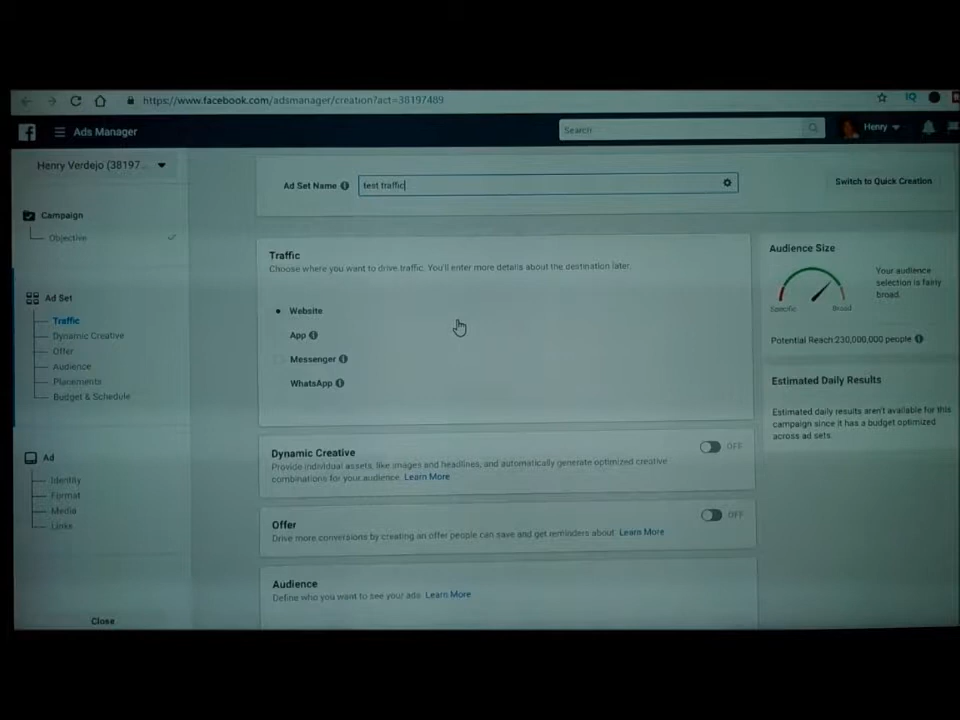 https://www.facebook.com/adsmanager/creation?act=38197489
IQ
Ads Manager
Search
Henry
Henry Verdejo (38197...
Ad Set Name
test traffic
Switch to Quick Creation
Campaign
Objective
Ad Set
Traffic
Dynamic Creative
Offer
Audience
Placements
Budget & Schedule
Ad
Identity
Format
Media
Links
Close
Traffic
Choose where you want to drive traffic. You'll enter more details about the destination later.
Website
App
Messenger
WhatsApp
Dynamic Creative
OFF
Provide individual assets, like images and headlines, and automatically generate optimized creative
combinations for your audience. Learn More
Offer
OFF
Drive more conversions by creating an offer people can save and get reminders about. Learn More
Audience
Define who you want to see your ads. Learn More
Audience Size
Your audience
selection is fairly
broad.
Specific
Broad
Potential Reach:230,000,000 people
Estimated Daily Results
Estimated daily results aren't available for this
campaign since it has a budget optimized
across ad sets.